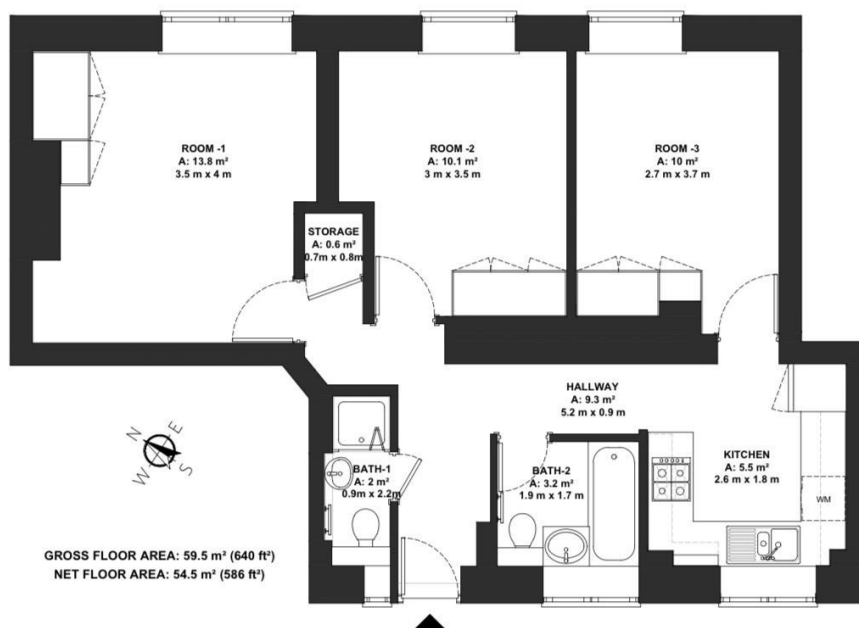 ROOM -1
A: 13.8 m²
3.5 m x 4 m
ROOM -2
A: 10.1 m²
3 m x 3.5 m
ROOM -3
A: 10 m²
2.7 m x 3.7 m
STORAGE
A: 0.6 m²
0.7m x 0.8m
HALLWAY
A: 9.3 m²
5.2 m x 0.9 m
KITCHEN
A: 5.5 m²
2.6 m x 1.8 m
WM
BATH-1
A: 2 m²
0.9m x 2.2m
BATH-2
A: 3.2 m²
1.9 m x 1.7 m
N
E
W
S
GROSS FLOOR AREA: 59.5 m² (640 ft²)
NET FLOOR AREA: 54.5 m² (586 ft²)